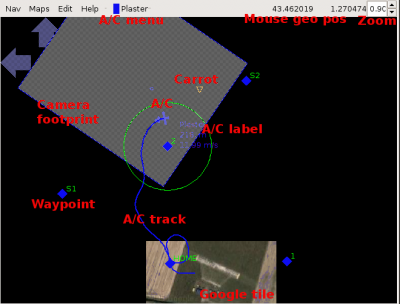 Nav Maps Edit Help Plaster 43.462019 1.270474 0.90
A/C menu Mouse geo pos Zoom
S2
Carrot
A/C
Camera
footprint
A/C label
2
S1
Waypoint
A/C track
HOME
1
Google tile